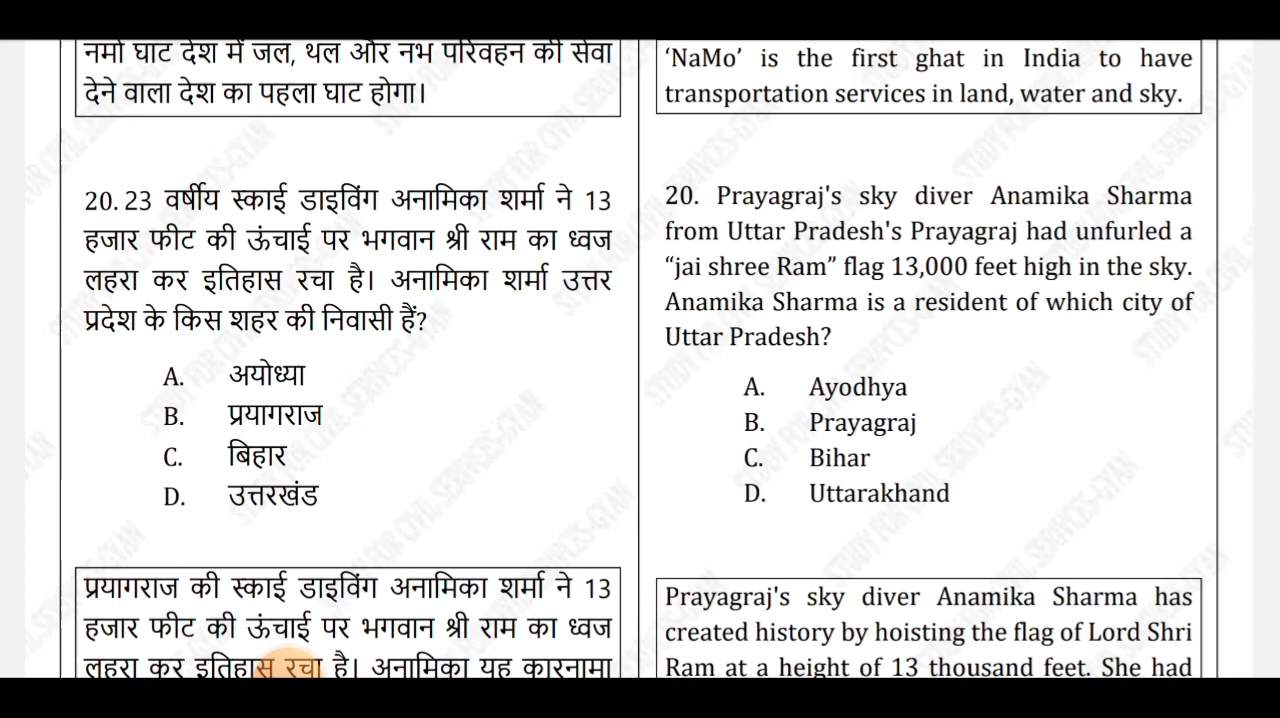 नमो घाट देश में जल, थल और नभ परिवहन की सेवा
देने वाला देश का पहला घाट होगा।
20. 23 वर्षीय स्काई डाइविंग अनामिका शर्मा ने 13
हजार फीट की ऊंचाई पर भगवान श्री राम का ध्वज
लहरा कर इतिहास रचा है। अनामिका शर्मा उत्तर
प्रदेश के किस शहर की निवासी हैं?
A. अयोध्या
B. प्रयागराज
C. बिहार
D. उत्तरखंड
प्रयागराज की स्काई डाइविंग अनामिका शर्मा ने 13
हजार फीट की ऊंचाई पर भगवान श्री राम का ध्वज
लहरा कर इतिहास रचा है। अनामिका यह कारनामा
‘NaMo’ is the first ghat in India to have
transportation services in land, water and sky.
20. Prayagraj's sky diver Anamika Sharma
from Uttar Pradesh's Prayagraj had unfurled a
“jai shree Ram” flag 13,000 feet high in the sky.
Anamika Sharma is a resident of which city of
Uttar Pradesh?
A. Ayodhya
B. Prayagraj
C. Bihar
D. Uttarakhand
Prayagraj's sky diver Anamika Sharma has
created history by hoisting the flag of Lord Shri
Ram at a height of 13 thousand feet. She had
STUDY FOR CIVIL SERVICES-GYAN